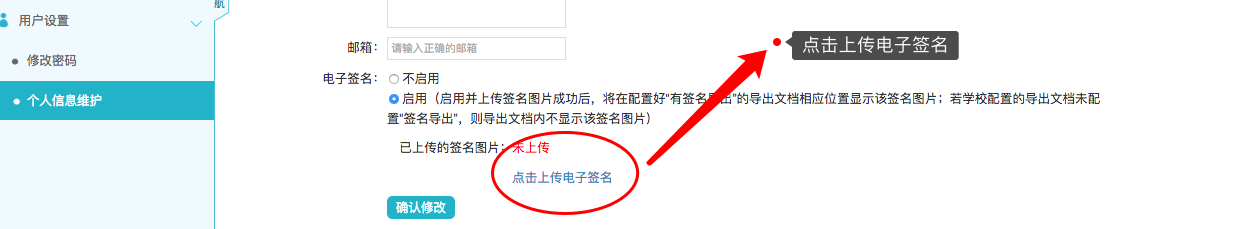 航
用户设置
修改密码
个人信息维护
邮箱：
请输入正确的邮箱
点击上传电子签名
电子签名：
不启用
启用（启用并上传签名图片成功后，将在配置好“有签名导出”的导出文档相应位置显示该签名图片；若学校配置的导出文档未配
置“签名导出”，则导出文档内不显示该签名图片）
已上传的签名图片：未上传
点击上传电子签名
确认修改